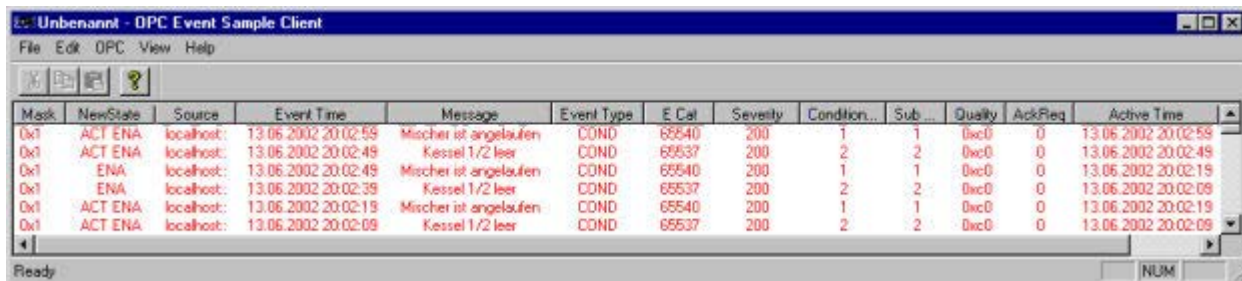 Unbenannt - OPC Event Sample Client
File Edit OPC View Help
Mask NewState Source Event Time Message Event Type E Cat Severity Condition... Sub ... Quality AckReq Active Time
0x1 ACT ENA localhost:: 13.06.2002 20:02:59 Mischer ist angelaufen COND 65540 200 1 1 0xc0 0 13.06.2002 20:02:59
0x1 ACT ENA localhost:: 13.06.2002 20:02:49 Kessel 1/2 leer COND 65537 200 2 2 0xc0 0 13.06.2002 20:02:49
0x1 ENA localhost:: 13.06.2002 20:02:49 Mischer ist angelaufen COND 65540 200 1 1 0xc0 0 13.06.2002 20:02:19
0x1 ENA localhost:: 13.06.2002 20:02:39 Kessel 1/2 leer COND 65537 200 2 2 0xc0 0 13.06.2002 20:02:09
0x1 ACT ENA localhost:: 13.06.2002 20:02:19 Mischer ist angelaufen COND 65540 200 1 1 0xc0 0 13.06.2002 20:02:19
0x1 ACT ENA localhost:: 13.06.2002 20:02:09 Kessel 1/2 leer COND 65537 200 2 2 0xc0 0 13.06.2002 20:02:09
Ready NUM